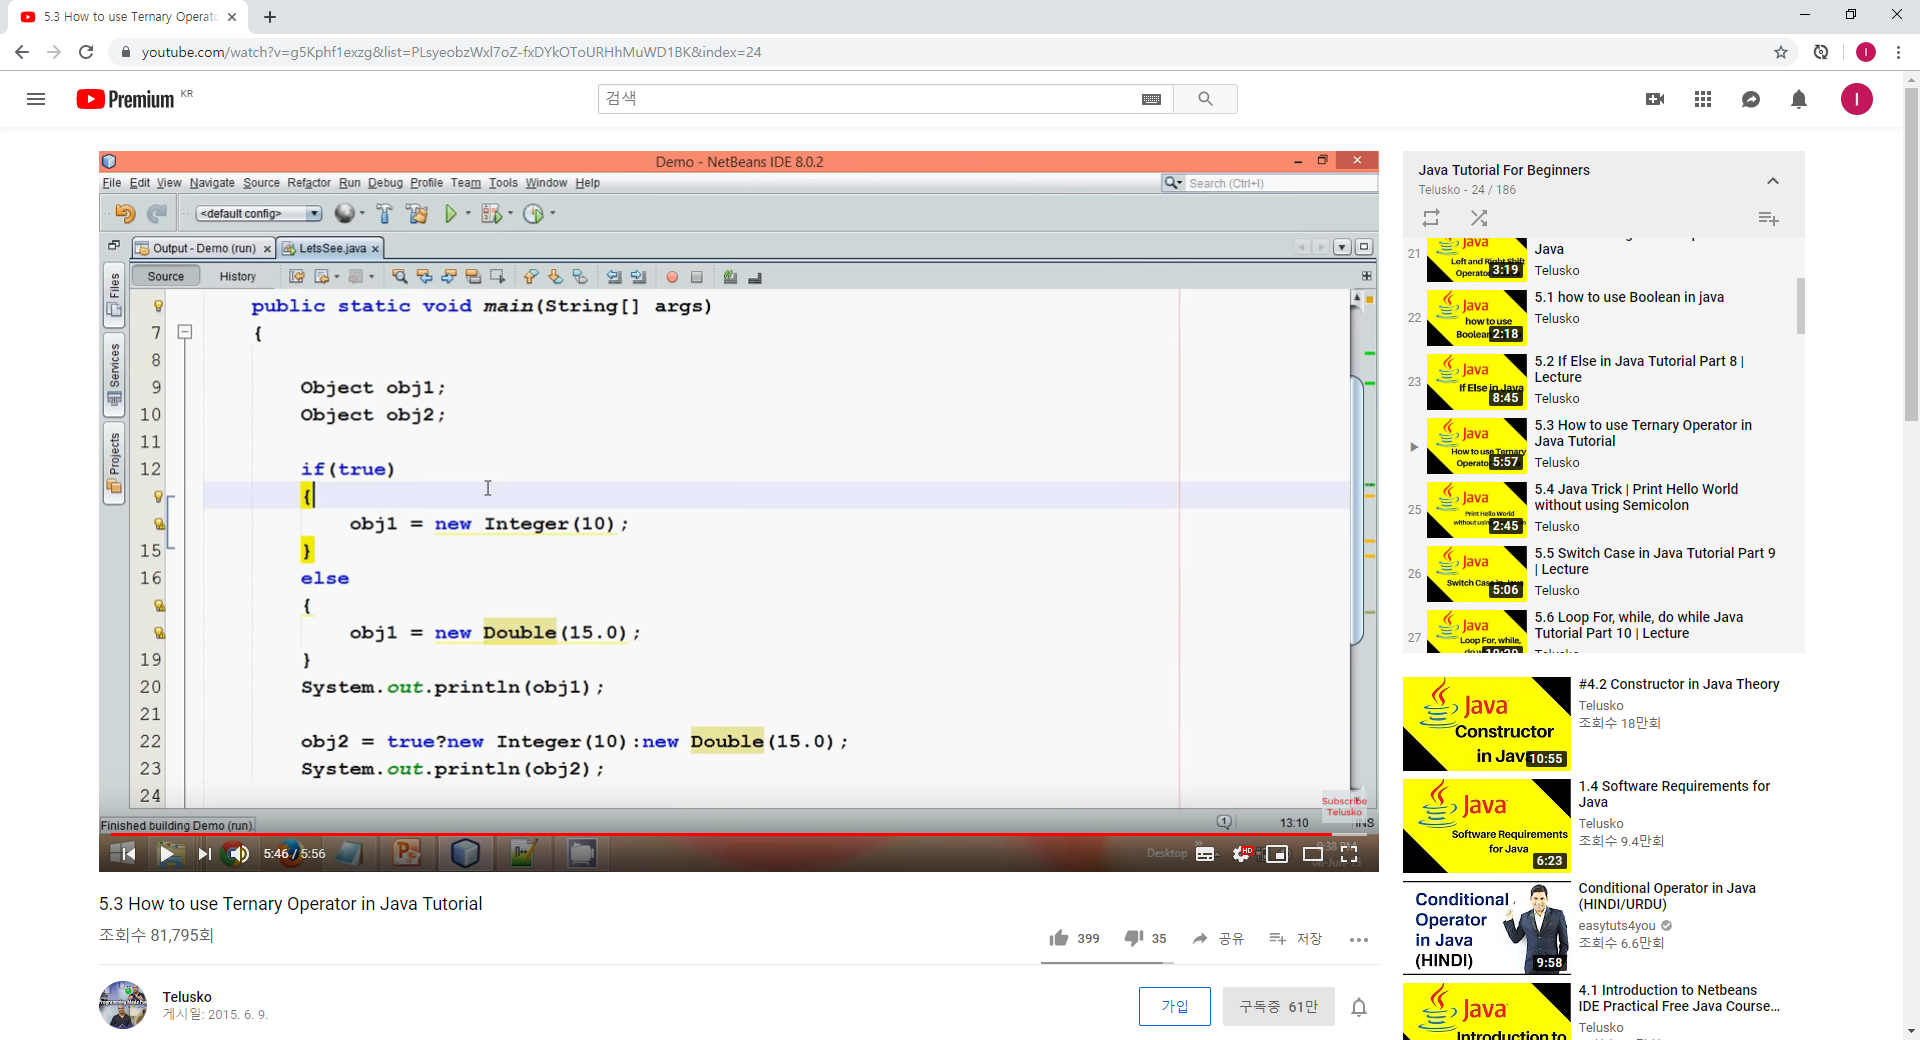 5.3 How to use Ternary Operato
youtube.com/watch?v=g5Kphf1exzg&list=PLsyeobzWxl7oZ-fxDYkOToURHhMuWD1BK&index=24
Premium KR
검색
I
Demo - NetBeans IDE 8.0.2
File Edit View Navigate Source Refactor Run Debug Profile Team Tools Window Help
Search (Ctrl+I)
<default config>
Output - Demo (run)
LetsSee.java
Source History
Files
Services
Projects
public static void main(String[] args)
7 {
8
9 Object obj1;
10 Object obj2;
11
12 if(true)
{
obj1 = new Integer(10);
15 }
16 else
{
obj1 = new Double(15.0);
19 }
20 System.out.println(obj1);
21
22 obj2 = true?new Integer(10):new Double(15.0);
23 System.out.println(obj2);
24
Subscribe
Telusko
Finished building Demo (run).
13:10
INS
5:46 / 5:56
Desktop
HD
5.3 How to use Ternary Operator in Java Tutorial
조회수 81,795회
399
35
공유
저장
Telusko
게시일: 2015. 6. 9.
가입
구독중 61만
Java Tutorial For Beginners
Telusko - 24 / 186
21
Java
Left and Right Shift
3:19
Java
Telusko
22
Java
how to use
2:18
5.1 how to use Boolean in java
Telusko
23
Java
If Else in Java
8:45
5.2 If Else in Java Tutorial Part 8 |
Lecture
Telusko
Java
How to use Ternary
5:57
5.3 How to use Ternary Operator in
Java Tutorial
Telusko
25
Java
Print Hello World
2:45
5.4 Java Trick | Print Hello World
without using Semicolon
Telusko
26
Java
Switch Case in Java
5:06
5.5 Switch Case in Java Tutorial Part 9
| Lecture
Telusko
27
Java
Loop For, while,
5.6 Loop For, while, do while Java
Tutorial Part 10 | Lecture
Java
Constructor
in Java
10:55
#4.2 Constructor in Java Theory
Telusko
조회수 18만회
Java
Software Requirements
for Java
6:23
1.4 Software Requirements for
Java
Telusko
조회수 9.4만회
Conditional
Operator
in Java
(HINDI)
9:58
Conditional Operator in Java
(HINDI/URDU)
easytuts4you
조회수 6.6만회
Java
Introduction to
4.1 Introduction to Netbeans
IDE Practical Free Java Course...
Telusko